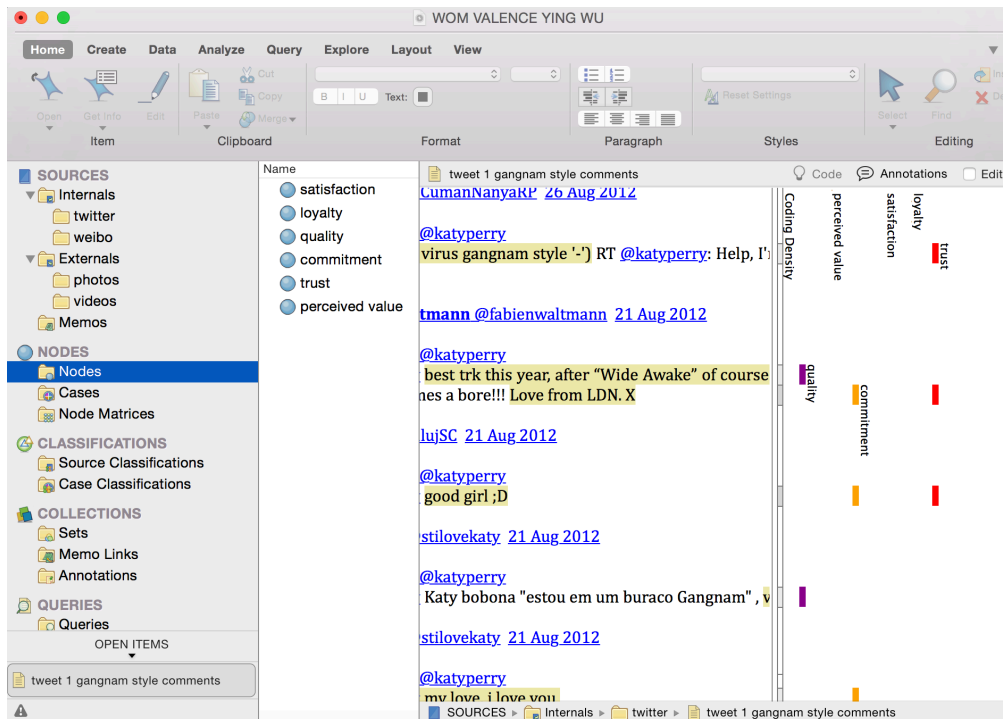 WOM VALENCE YING WU
Home Create Data Analyze Query Explore Layout View
Open Get Info Edit Paste Cut
Copy
Merge
B I U Text:
Reset Settings
Select Find
Item Clipboard Format Paragraph Styles Editing
SOURCES
Internals
twitter
weibo
Externals
photos
videos
Memos
NODES
Nodes
Cases
Node Matrices
CLASSIFICATIONS
Source Classifications
Case Classifications
COLLECTIONS
Sets
Memo Links
Annotations
QUERIES
Queries
OPEN ITEMS
tweet 1 gangnam style comments
Name
satisfaction
loyalty
quality
commitment
trust
perceived value
tweet 1 gangnam style comments
Code Annotations Edit
CumanNanyaRP 26 Aug 2012
@katyperry
virus gangnam style '-') RT @katyperry: Help, I'
tmann @fabienwaltmann 21 Aug 2012
@katyperry
best trk this year, after “Wide Awake” of course
es a bore!!! Love from LDN. X
lujSC 21 Aug 2012
@katyperry
good girl ;D
stilovekaty 21 Aug 2012
@katyperry
Katy bobona "estou em um buraco Gangnam" , v
stilovekaty 21 Aug 2012
@katyperry
my love, i love you
Coding Density
quality
perceived value
commitment
satisfaction
loyalty
trust
SOURCES Internals twitter tweet 1 gangnam style comments